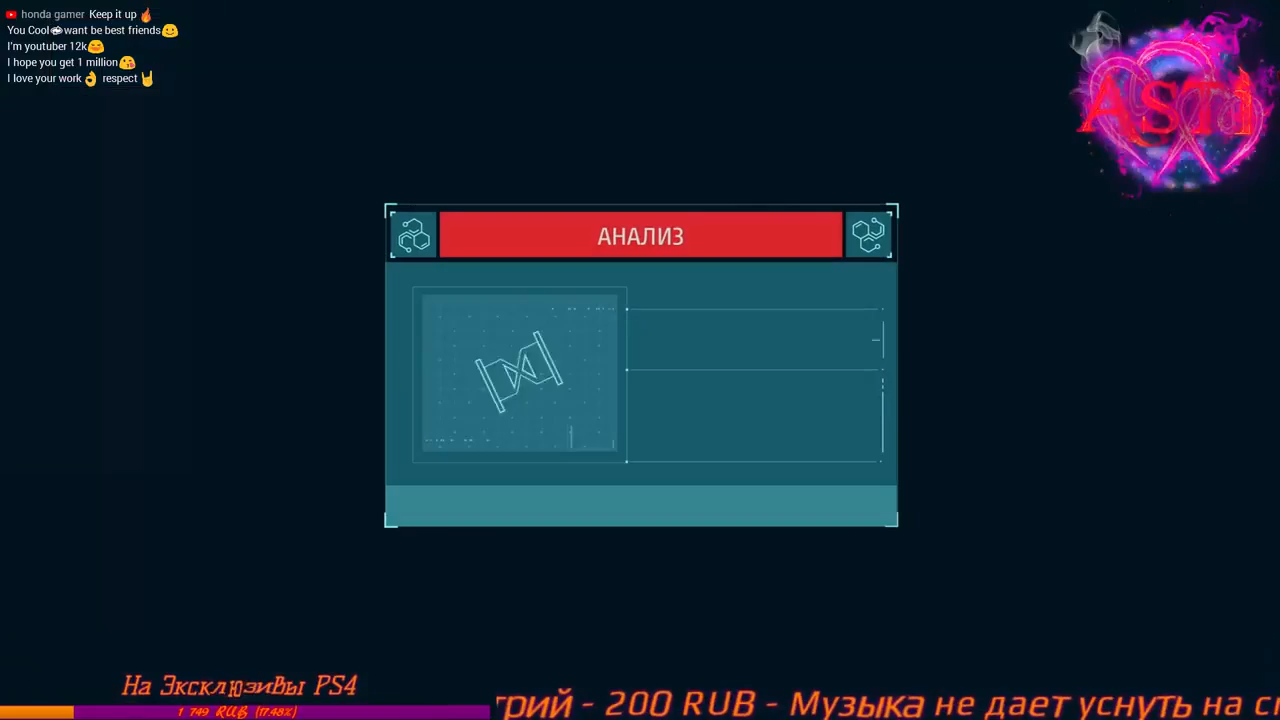 honda gamer Keep it up 🔥
You Cool want be best friends😊
I'm youtuber 12k😄
I hope you get 1 million😘
I love your work👌 respect 🤘
ASTI
АНАЛИЗ
На Эксклюзивы PS4
1 749 RUB (17.48%)
трий - 200 RUB - Музыка не дает уснуть на